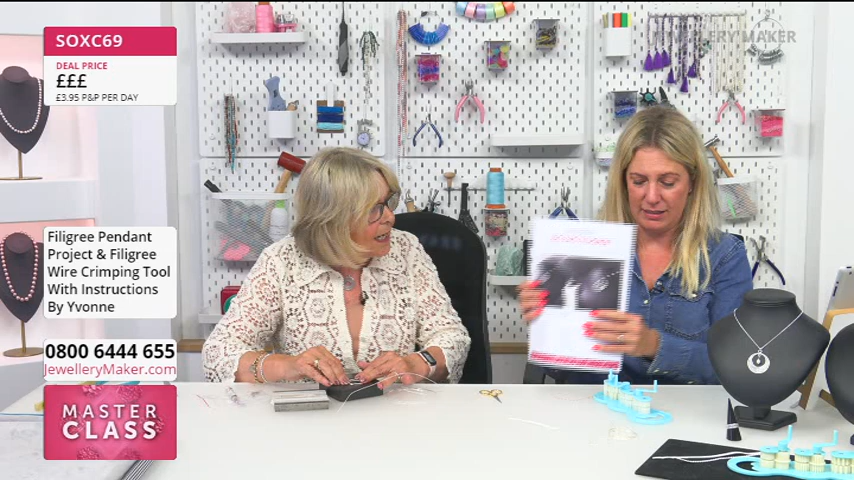 SOXC69
DEAL PRICE
£££
£3.95 P&P PER DAY
JEWELLERY MAKER
Filigree Pendant
Project & Filigree
Wire Crimping Tool
With Instructions
By Yvonne
0800 6444 655
JewelleryMaker.com
MASTER
CLASS